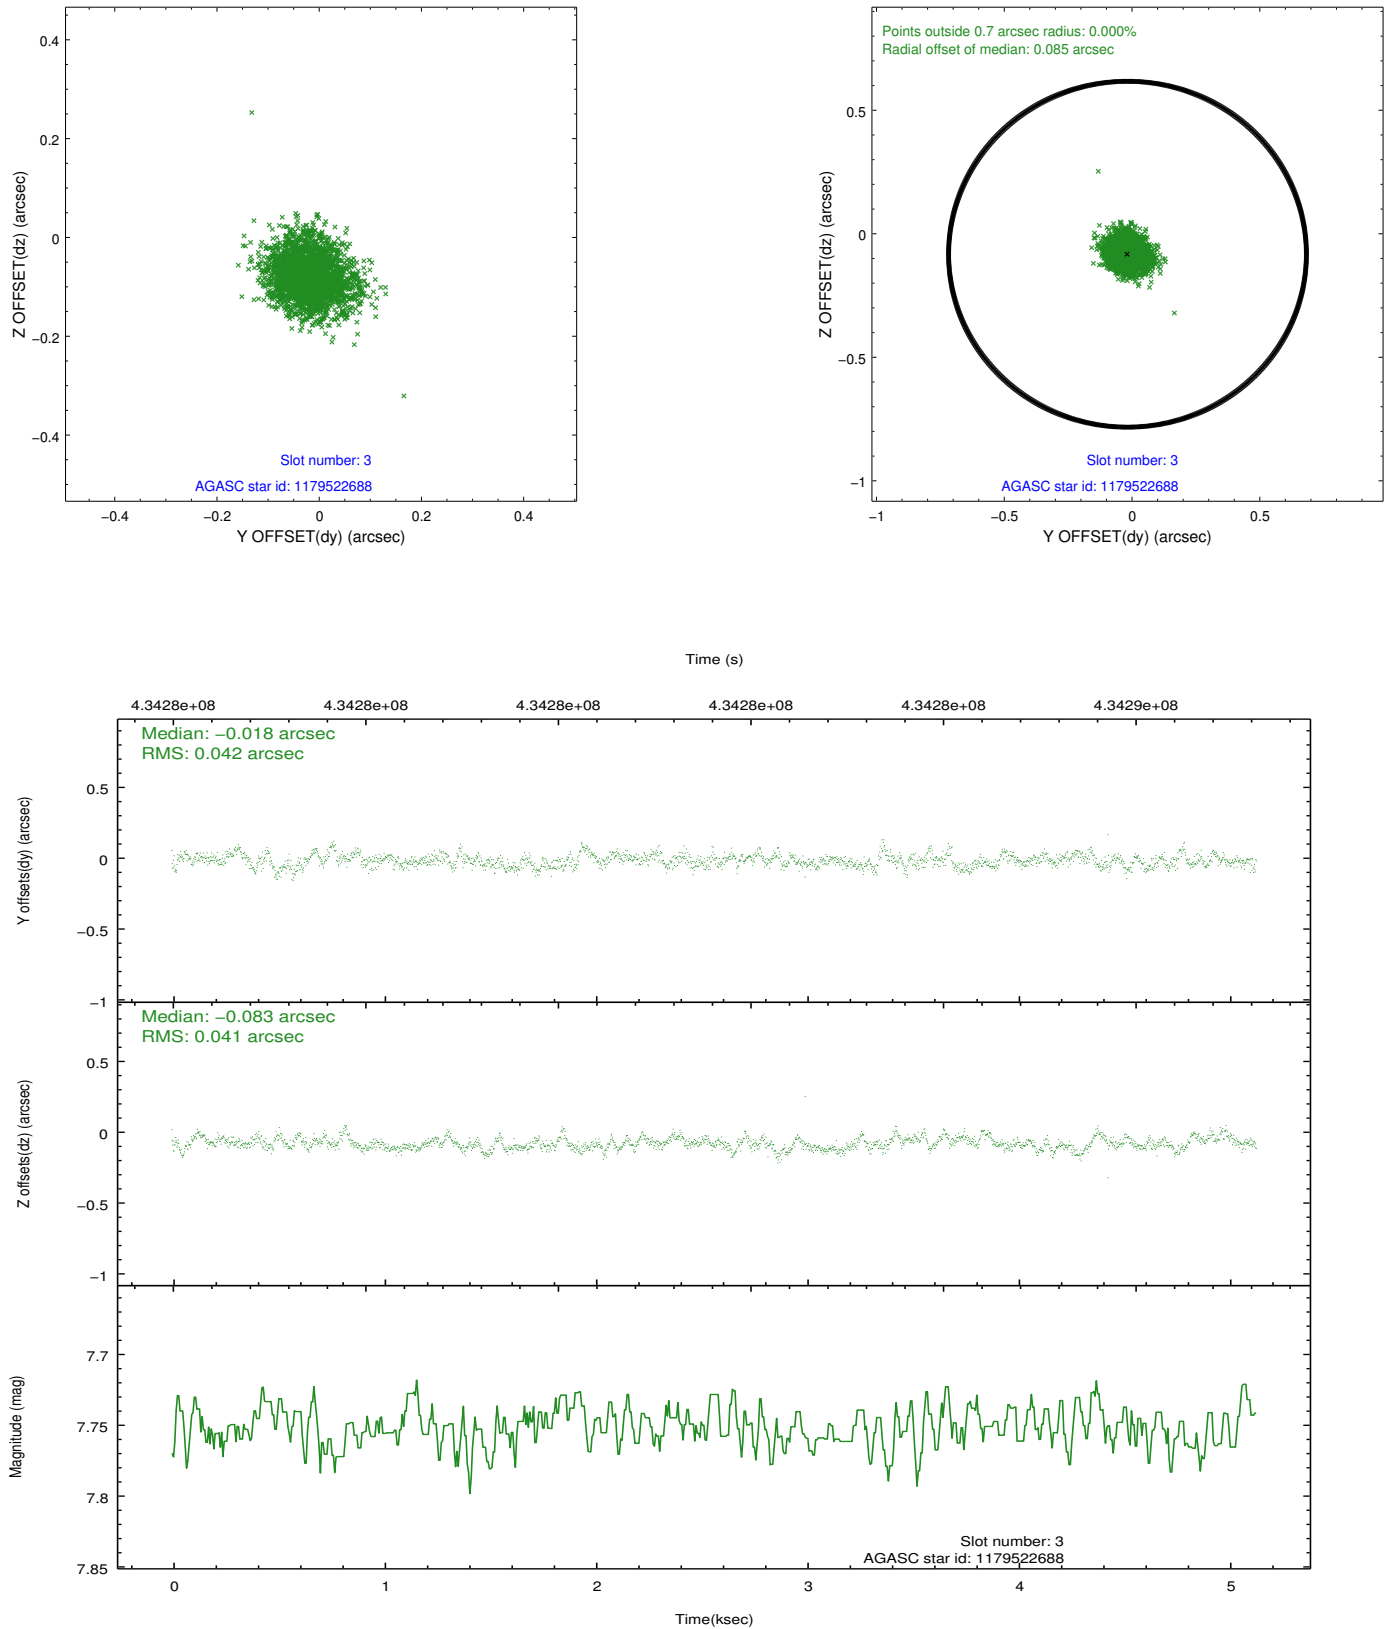 0.4
0.2
0
−0.2
−0.4
Z OFFSET(dz) (arcsec)
Slot number: 3
AGASC star id: 1179522688
−0.4 −0.2 0 0.2 0.4
Y OFFSET(dy) (arcsec)
Points outside 0.7 arcsec radius: 0.000%
Radial offset of median: 0.085 arcsec
0.5
0
−0.5
−1
Z OFFSET(dz) (arcsec)
Slot number: 3
AGASC star id: 1179522688
−1 −0.5 0 0.5
Y OFFSET(dy) (arcsec)
Time (s)
4.3428e+08 4.3428e+08 4.3428e+08 4.3428e+08 4.3428e+08 4.3429e+08
Median: −0.018 arcsec
RMS: 0.042 arcsec
0.5
0
−0.5
−1
Y offsets(dy) (arcsec)
Median: −0.083 arcsec
RMS: 0.041 arcsec
0.5
0
−0.5
−1
Z offsets(dz) (arcsec)
7.7
7.75
7.8
7.85
Magnitude (mag)
Slot number: 3
AGASC star id: 1179522688
0 1 2 3 4 5
Time(ksec)